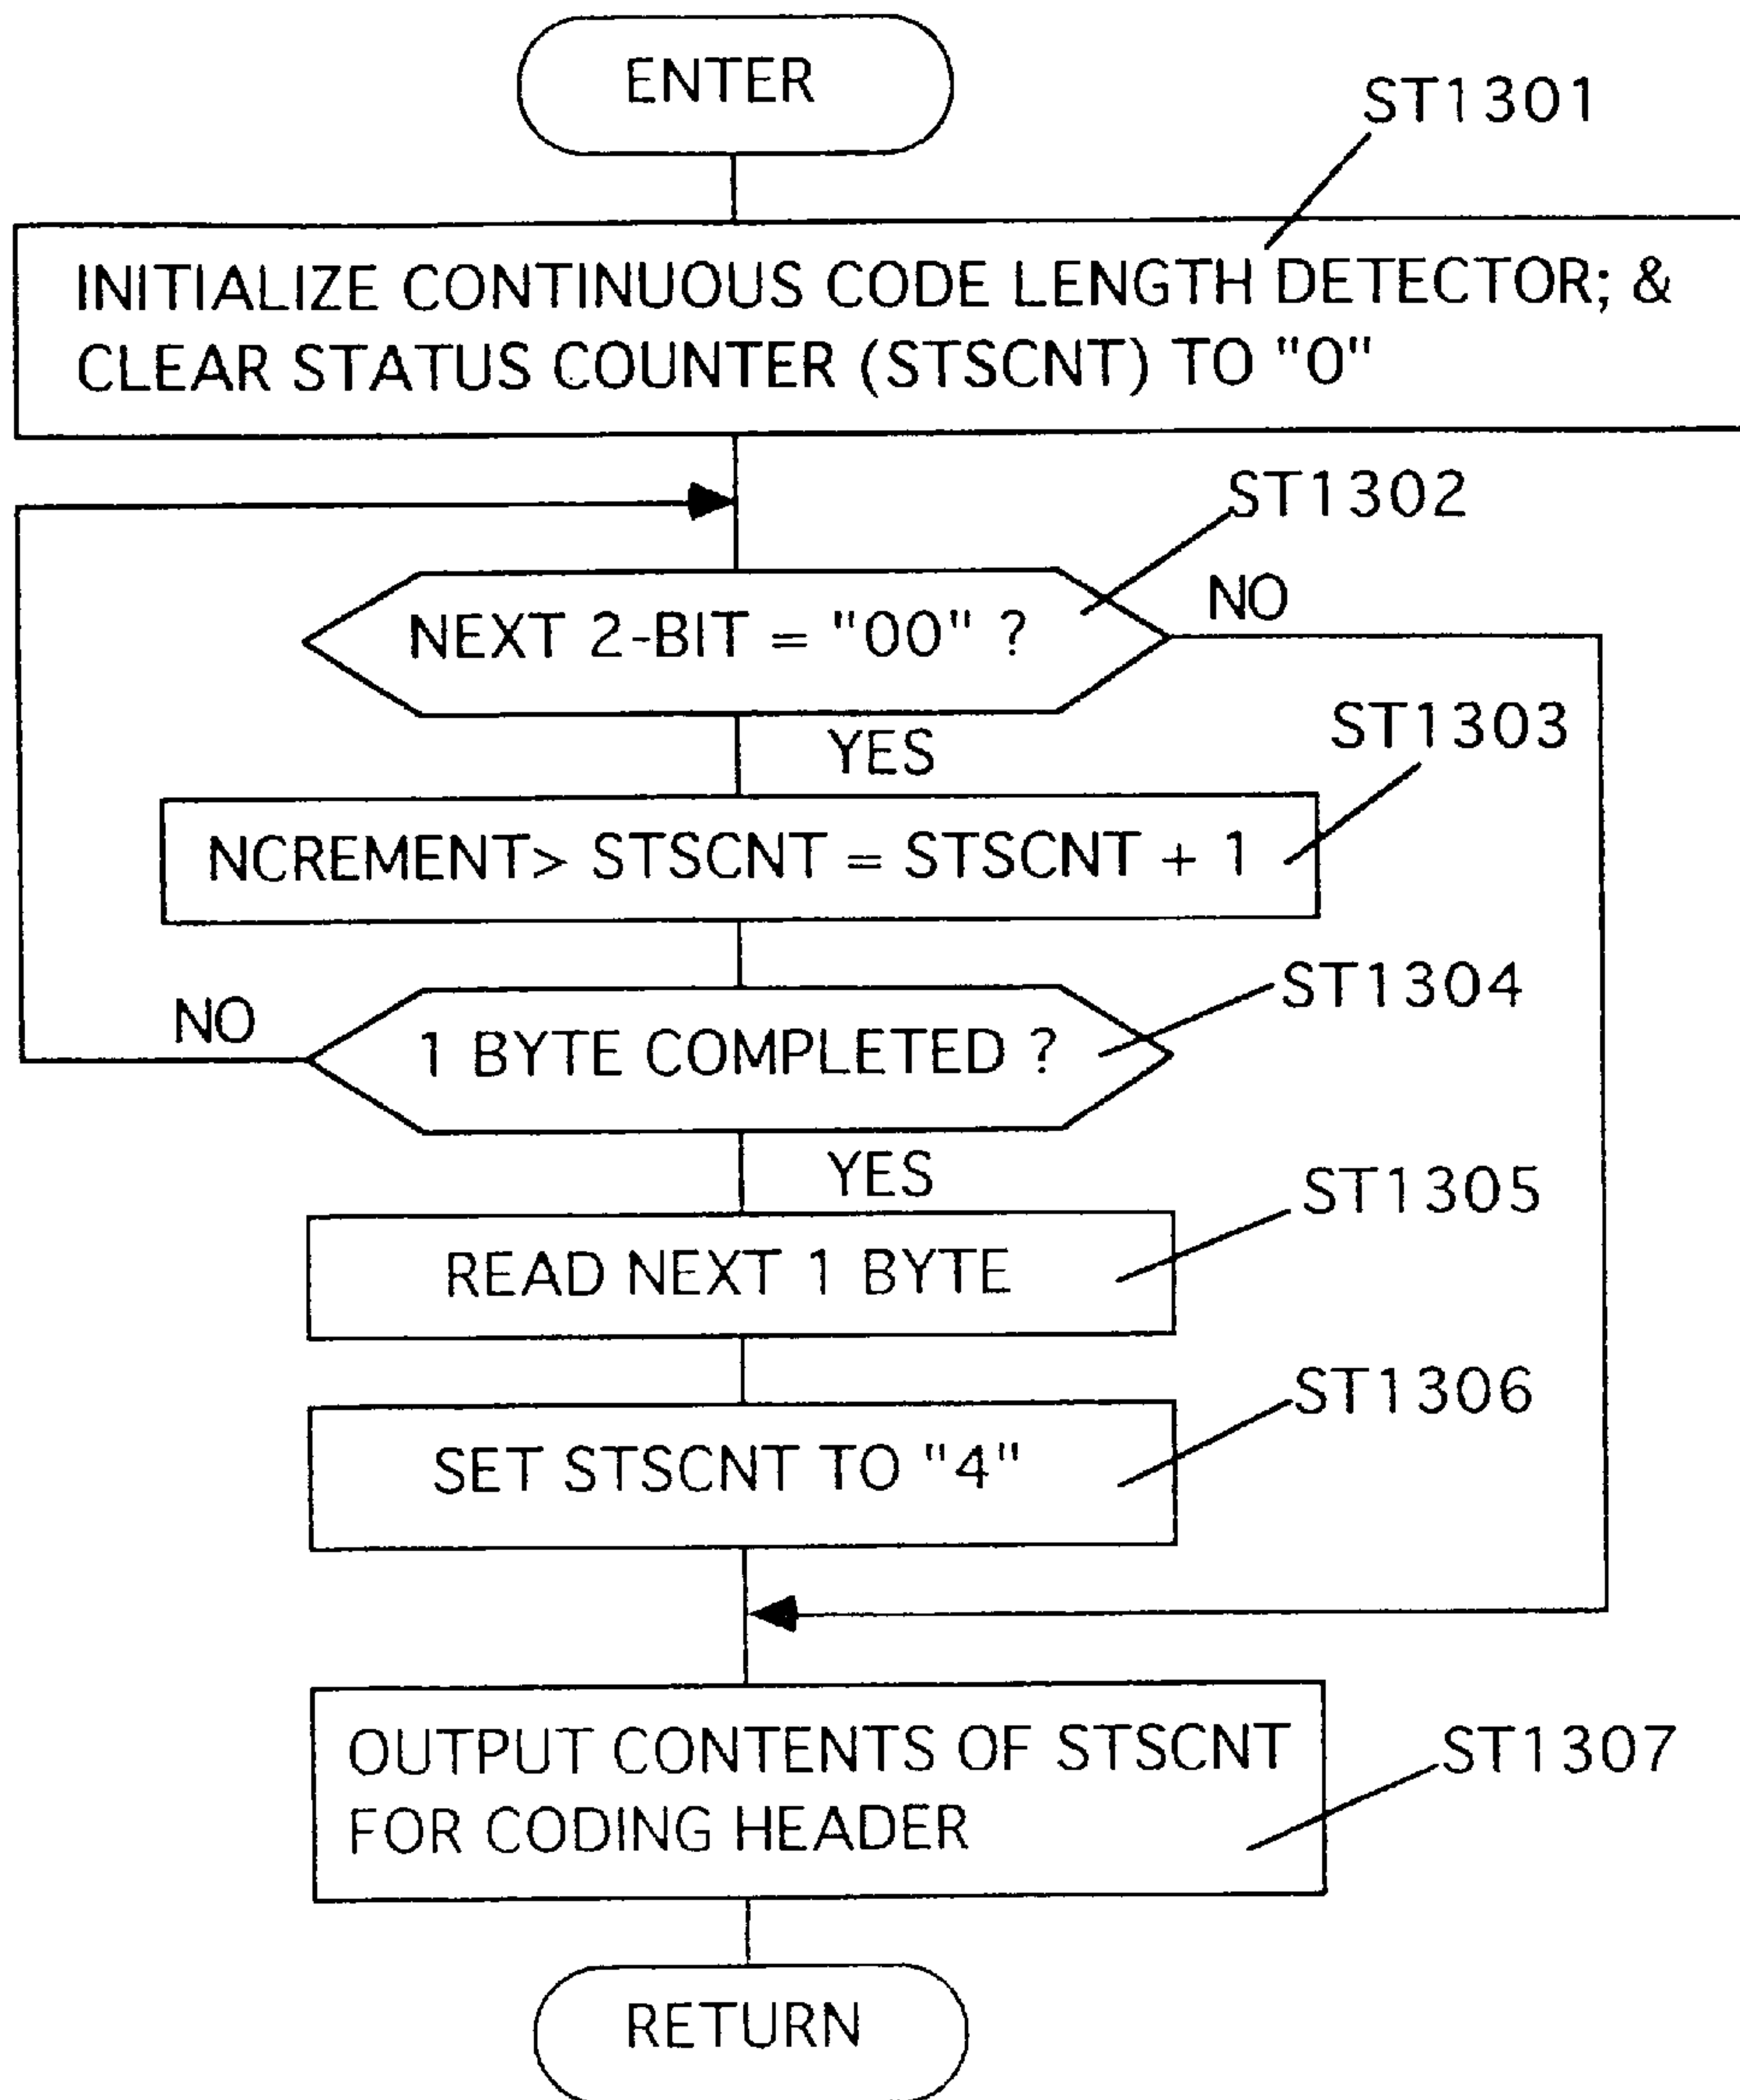 ENTER
ST1301
INITIALIZE CONTINUOUS CODE LENGTH DETECTOR; &
CLEAR STATUS COUNTER (STSCNT) TO "0"
ST1302
NEXT 2-BIT = "00" ?
NO
YES
ST1303
NCREMENT> STSCNT = STSCNT + 1
ST1304
NO
1 BYTE COMPLETED ?
YES
ST1305
READ NEXT 1 BYTE
ST1306
SET STSCNT TO "4"
OUTPUT CONTENTS OF STSCNT
FOR CODING HEADER
ST1307
RETURN